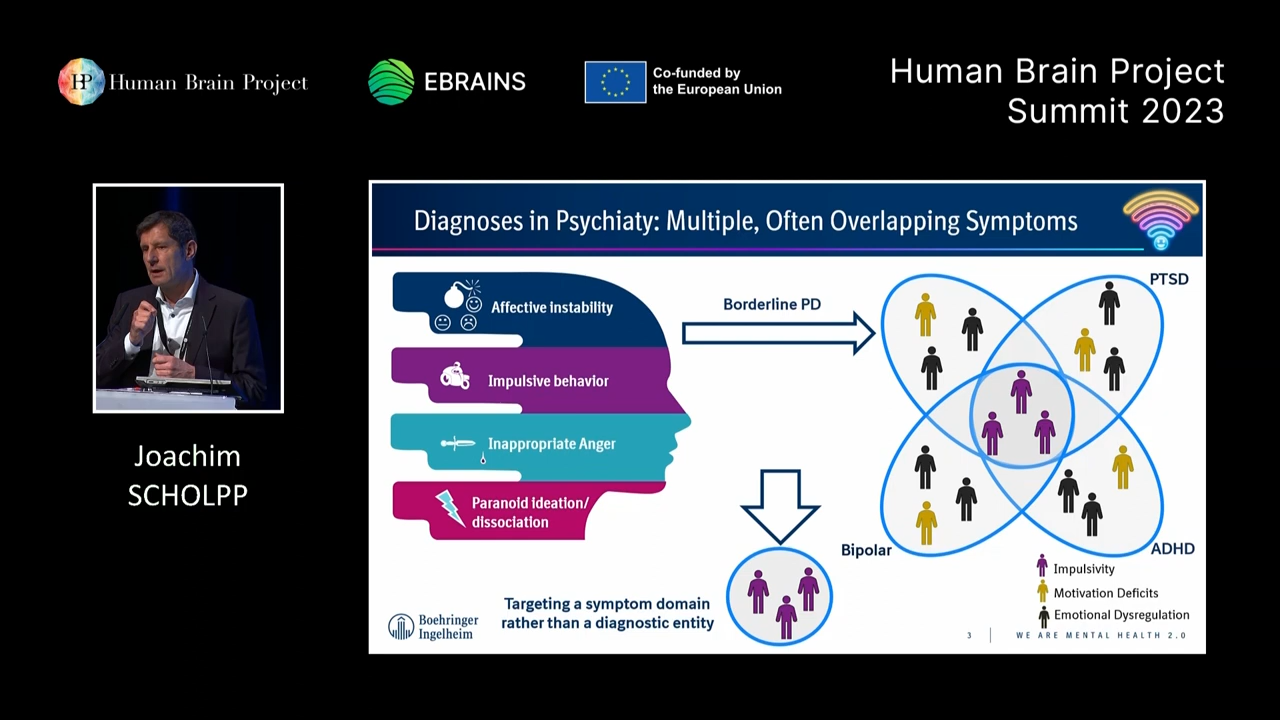 HP Human Brain Project
EBRAINS
Co-funded by
the European Union
Human Brain Project
Summit 2023
Joachim
SCHOLPP
Diagnoses in Psychiaty: Multiple, Often Overlapping Symptoms
Affective instability
Impulsive behavior
Inappropriate Anger
Paranoid ideation/
dissociation
Borderline PD
PTSD
Bipolar
ADHD
Impulsivity
Motivation Deficits
Emotional Dysregulation
Targeting a symptom domain
rather than a diagnostic entity
Boehringer
Ingelheim
3
WE ARE MENTAL HEALTH 2.0